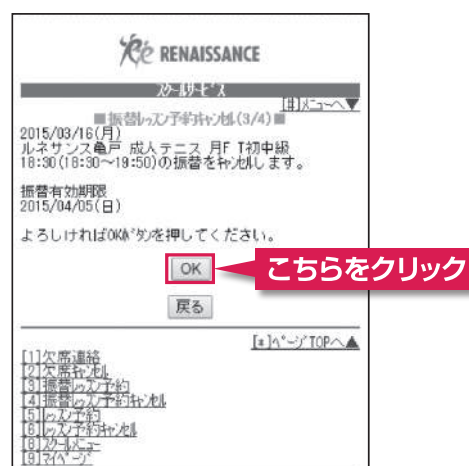 Ré RENAISSANCE
スクールサービス
[#]メニューへ▼
■振替レッスン予約キャンセル(3/4)■
2015/03/16(月)
ルネサンス亀戸 成人テニス 月F T初中級
18:30(18:30～19:50)の振替をキャンセルします。
振替有効期限
2015/04/05(日)
よろしければOKボタンを押してください。
OK
こちらをクリック
戻る
[*]ページTOPへ▲
[1]欠席連絡
[2]欠席キャンセル
[3]振替レッスン予約
[4]振替レッスン予約キャンセル
[5]レッスン予約
[6]レッスン予約キャンセル
[8]スクールメニュー
[9]マイページ